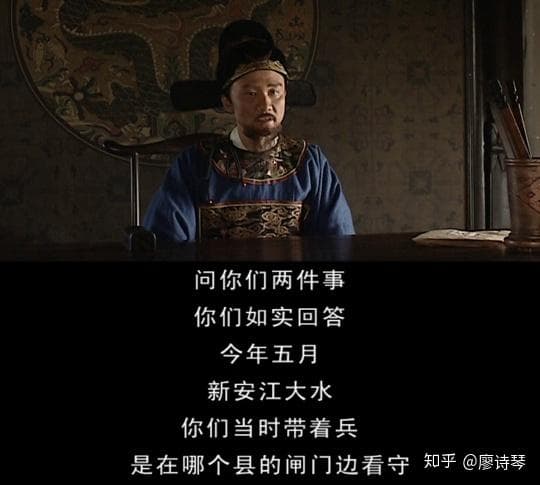 问你们两件事
你们如实回答
今年五月
新安江大水
你们当时带着兵
是在哪个县的闸门边看守
知乎 @廖诗琴